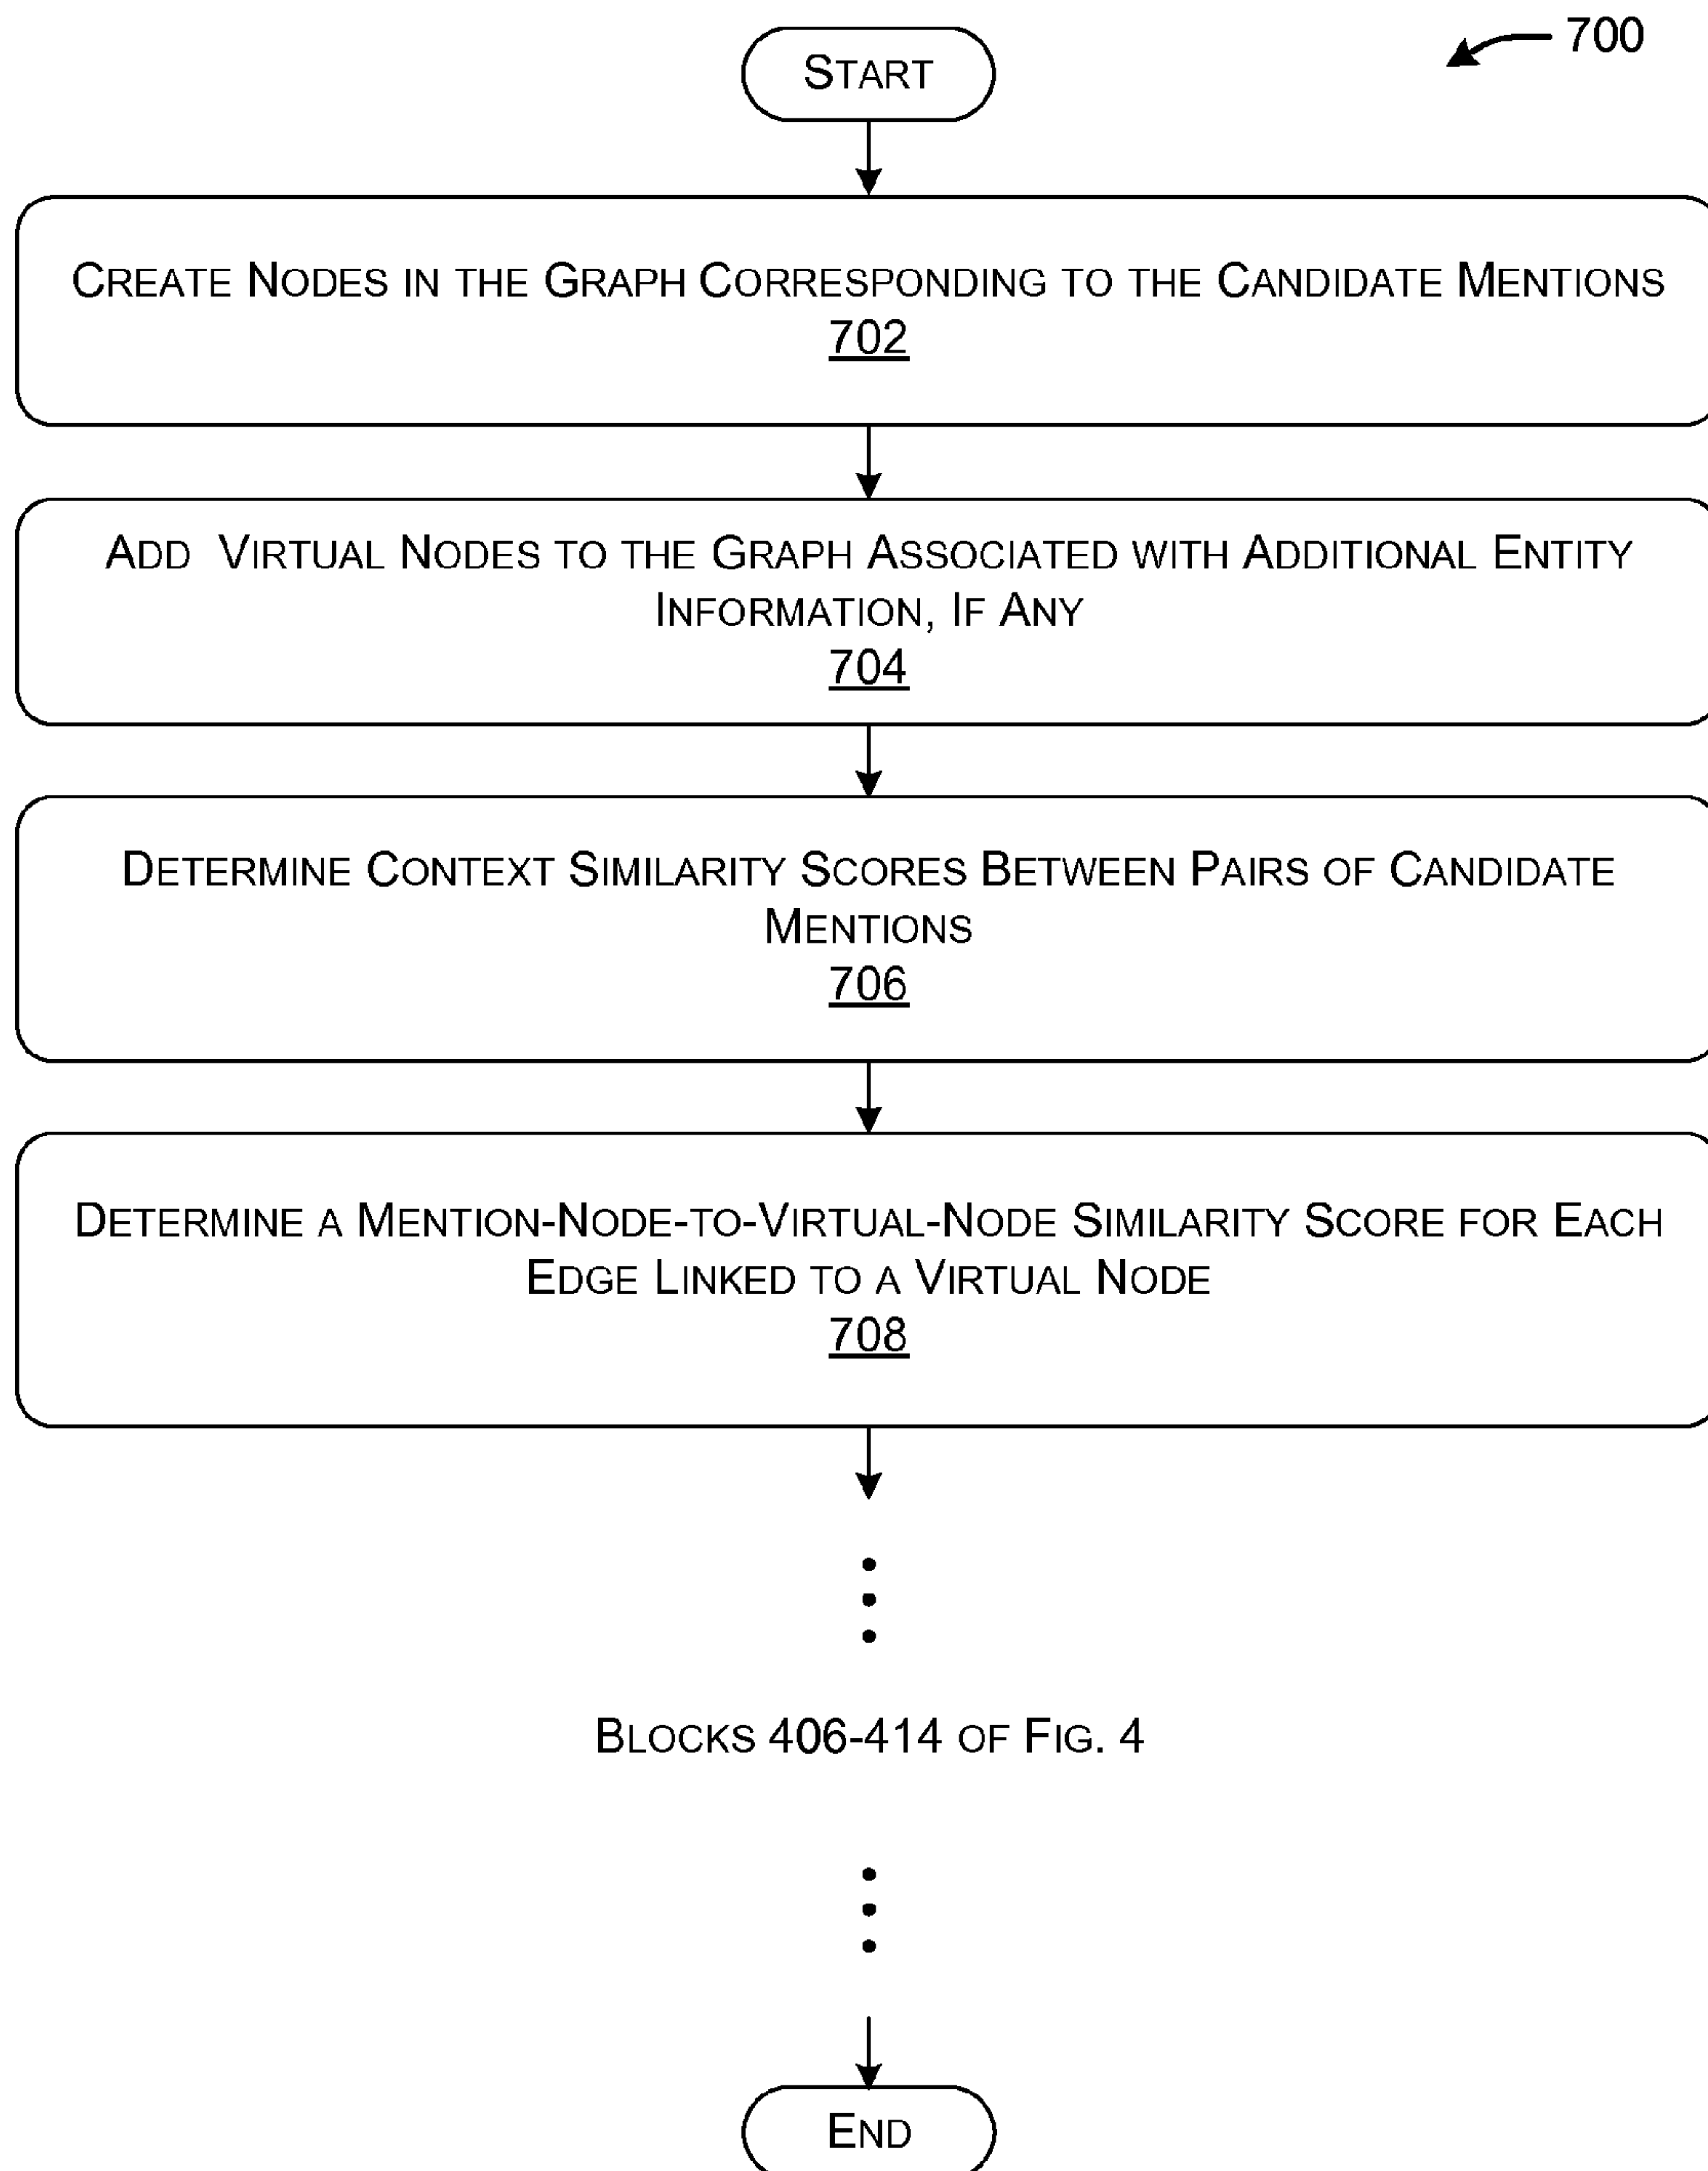 700
START
CREATE NODES IN THE GRAPH CORRESPONDING TO THE CANDIDATE MENTIONS
702
ADD VIRTUAL NODES TO THE GRAPH ASSOCIATED WITH ADDITIONAL ENTITY
INFORMATION, IF ANY
704
DETERMINE CONTEXT SIMILARITY SCORES BETWEEN PAIRS OF CANDIDATE
MENTIONS
706
DETERMINE A MENTION-NODE-TO-VIRTUAL-NODE SIMILARITY SCORE FOR EACH
EDGE LINKED TO A VIRTUAL NODE
708
BLOCKS 406-414 OF FIG. 4
END